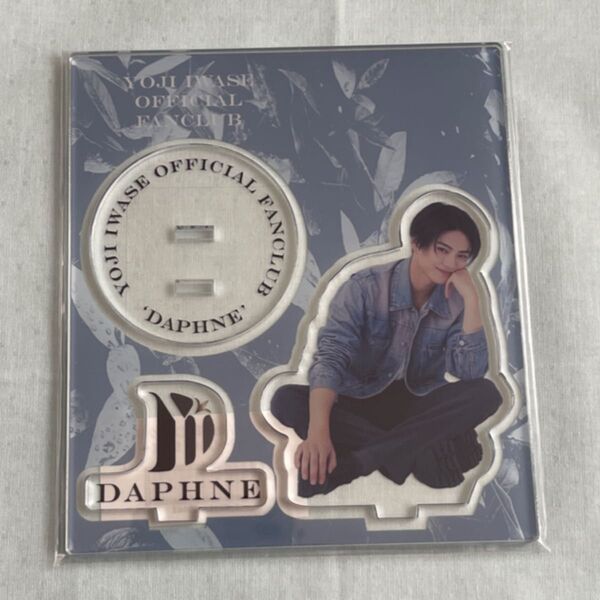 YOJI IWASE
OFFICIAL
FANCLUB
YOJI IWASE OFFICIAL FANCLUB
'DAPHNE'
DAPHNE